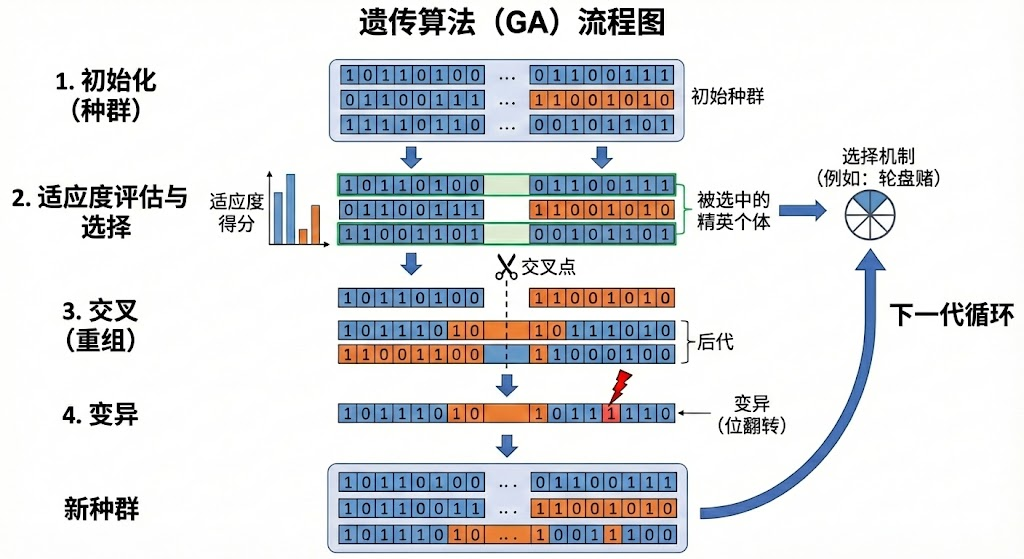 遗传算法（GA）流程图
1. 初始化
（种群）
10110100 ... 01100111
01100111 ... 11001010
11110110 ... 00101101
初始种群
2. 适应度评估与
选择
适应度
得分
10110100 01100111
01100111 11001010
11001101 00101101
被选中的
精英个体
选择机制
（例如：轮盘赌）
交叉点
3. 交叉
（重组）
10110100 11001010
10111010 10111010
11001100 11000100
后代
下一代循环
4. 变异
10111010 10111110
变异
（位翻转）
新种群
10110100 ... 01100111
10110011 ... 11001010
10111010 ... 10011100